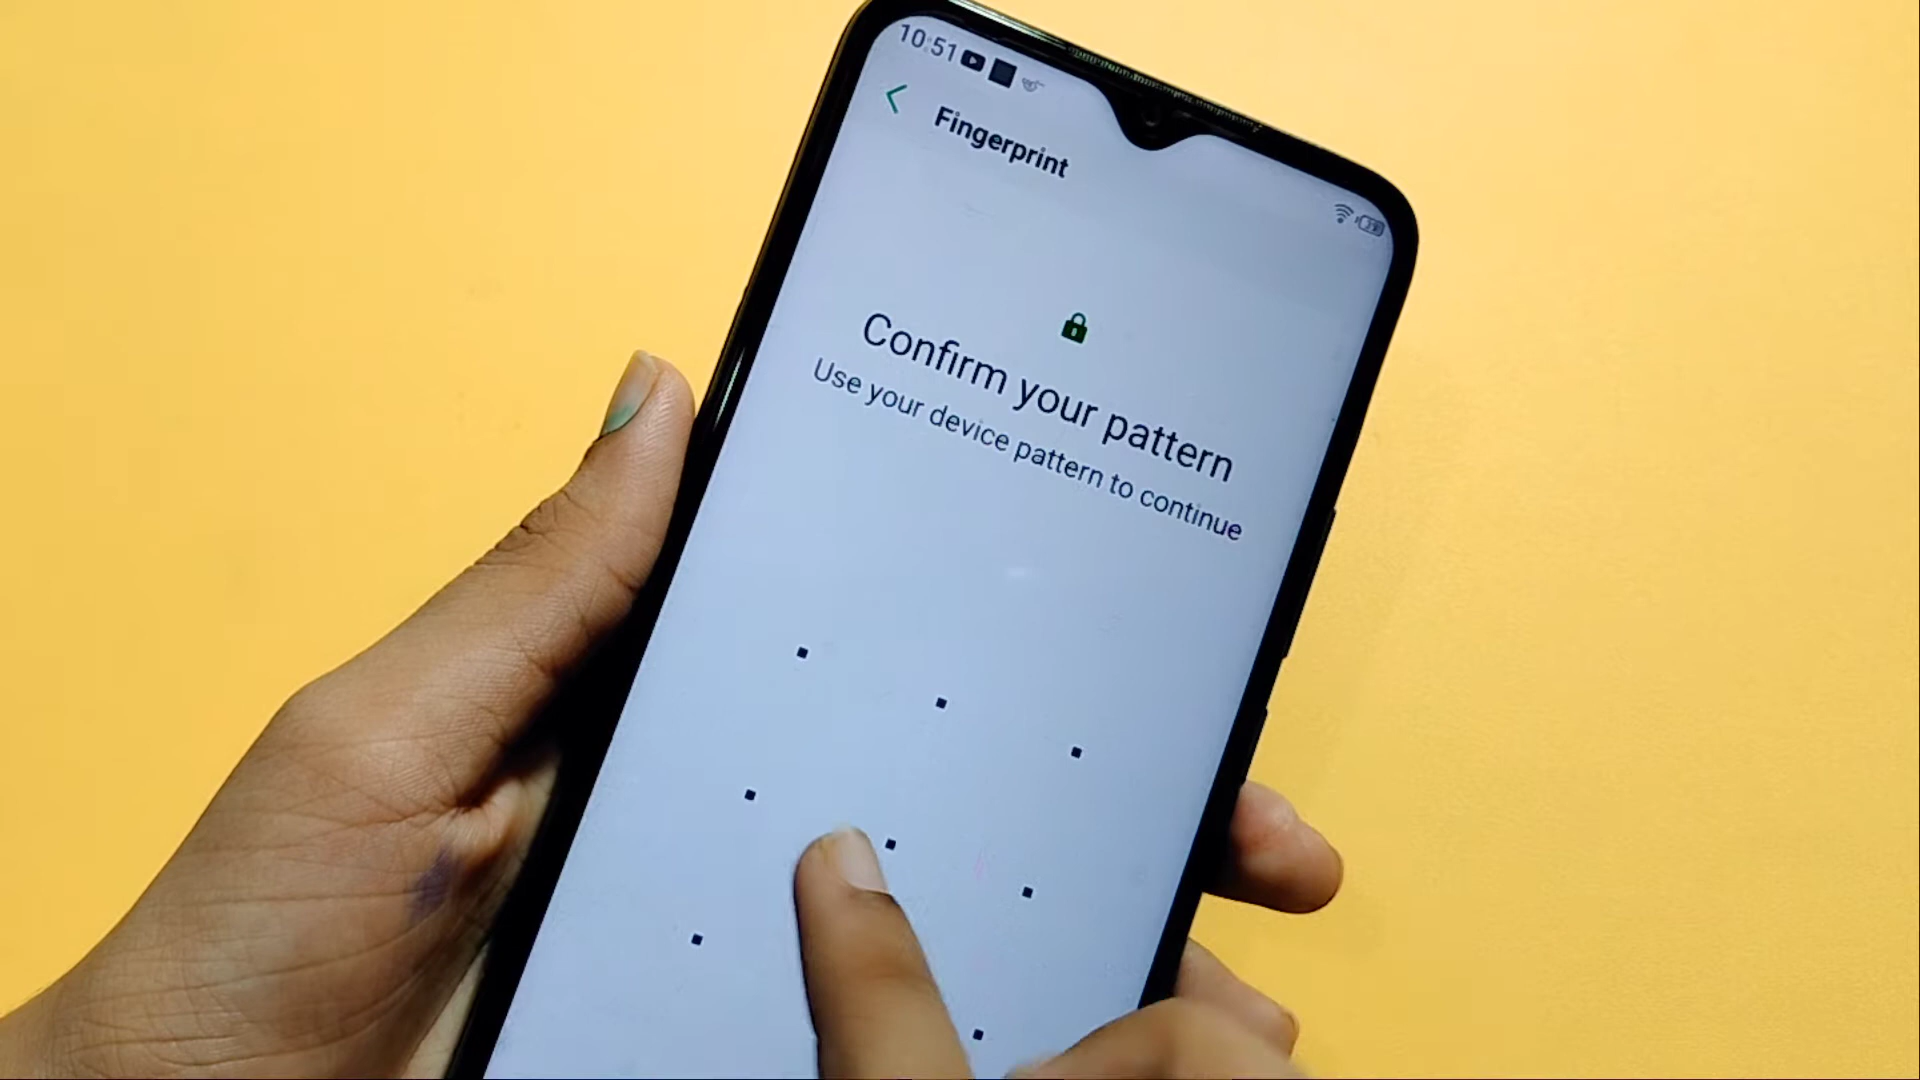 10:51
Fingerprint
Confirm your pattern
Use your device pattern to continue